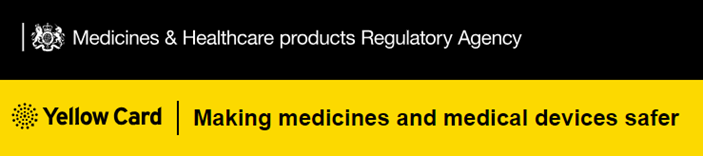 Medicines & Healthcare products Regulatory Agency
Yellow Card | Making medicines and medical devices safer